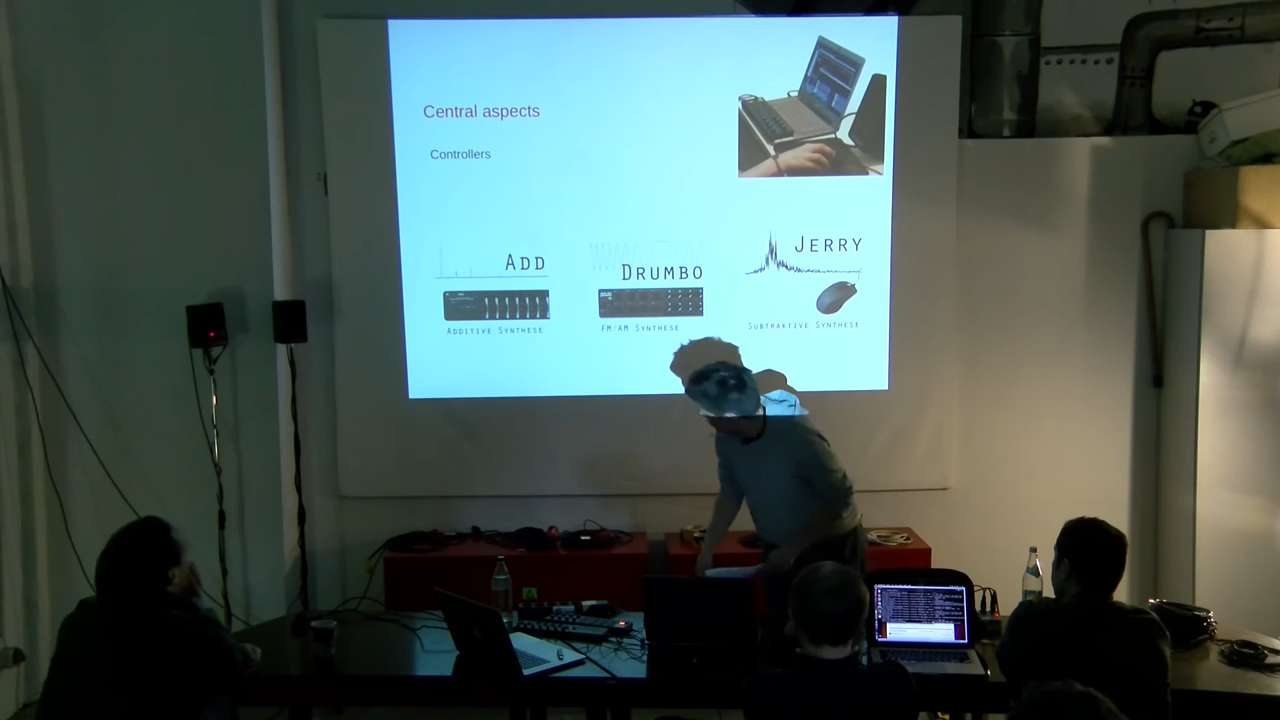 Central aspects
Controllers
ADD
ADDITIVE SYNTHESE
DRUMBO
FM/AM SYNTHESE
JERRY
SUBTRAKTIVE SYNTHESE